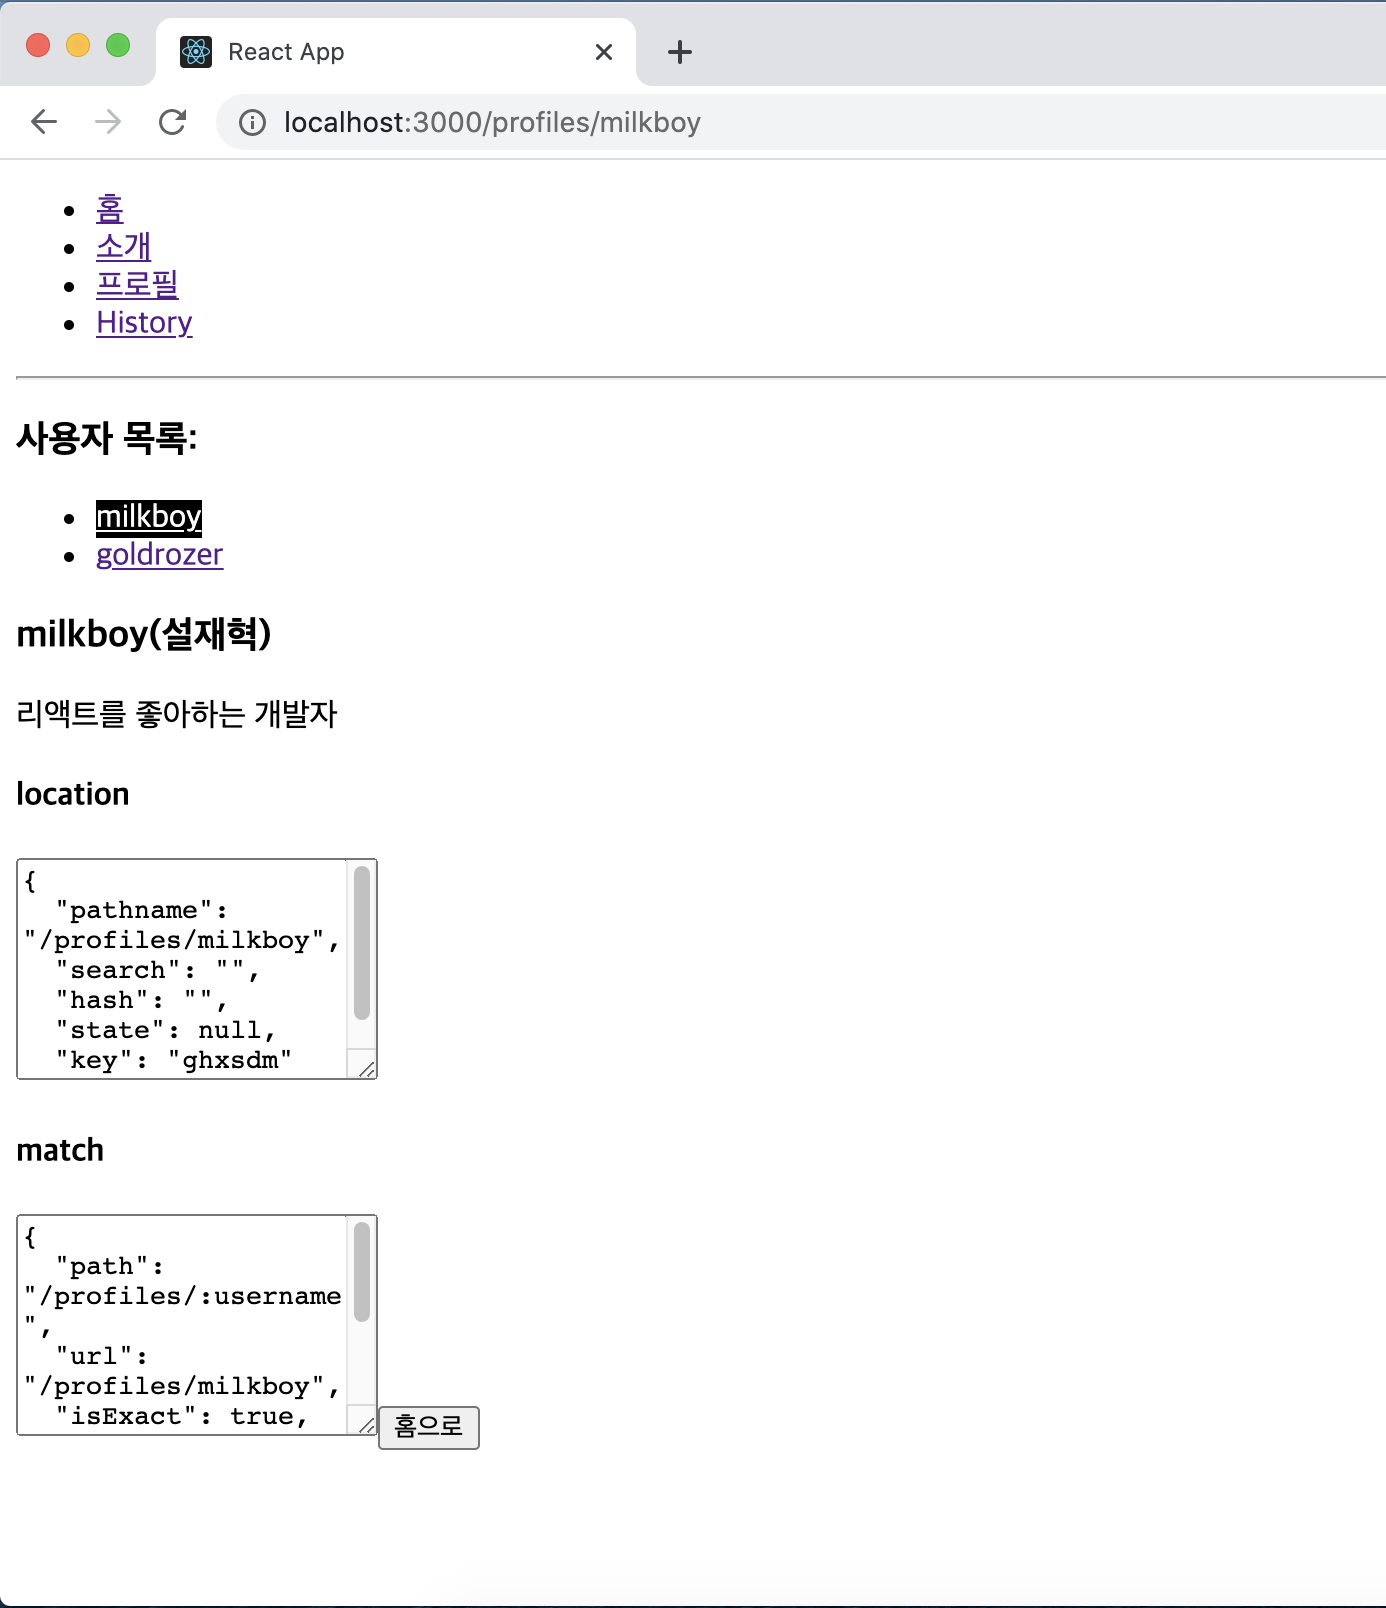 React App
localhost:3000/profiles/milkboy
홈
소개
프로필
History
사용자 목록:
milkboy
goldrozer
milkboy(설재혁)
리액트를 좋아하는 개발자
location
{
"pathname":
"/profiles/milkboy",
"search": "",
"hash": "",
"state": null,
"key": "ghxsdm"
match
{
"path":
"/profiles/:username
",
"url":
"/profiles/milkboy",
"isExact": true,
홈으로